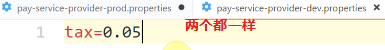 pay-service-provider-prod.properties pay-service-provider-dev.properties
1 tax=0.05 两个都一样